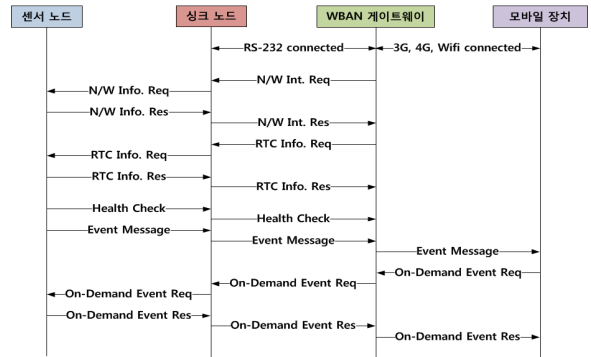 센서 노드
싱크 노드
WBAN 게이트웨이
모바일 장치
RS-232 connected
3G, 4G, Wifi connected
N/W Int. Req
N/W Info. Req
N/W Info. Res
N/W Int. Res
RTC Info. Req
RTC Info. Req
RTC Info. Res
RTC Info. Res
Health Check
Health Check
Event Message
Event Message
Event Message
On-Demand Event Req
On-Demand Event Req
On-Demand Event Req
On-Demand Event Res
On-Demand Event Res
On-Demand Event Res